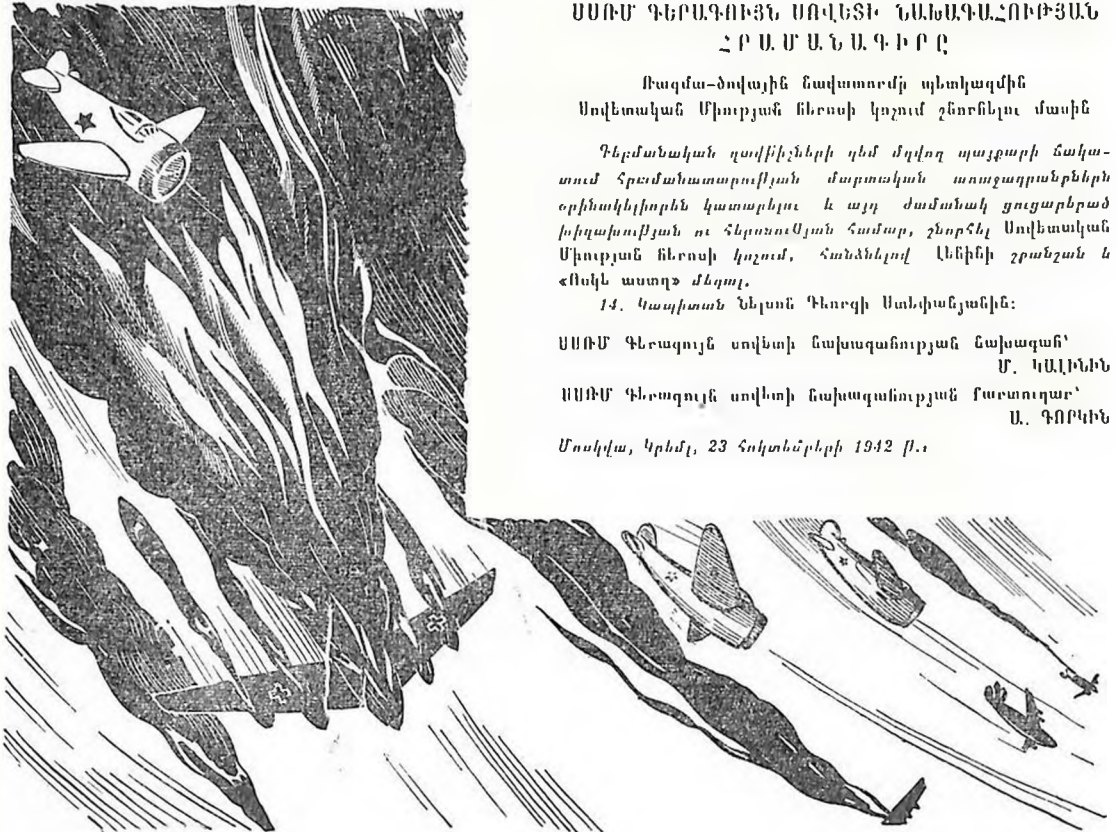 ՍՍՌՄ ԳԵՐԱԳՈՒՅՆ ՍՈՎԵՏԻ ՆԱԽԱԳԱՀՈՒԹՅԱՆ
ՀՐԱՄԱՆԱԳԻՐԸ
Ռազմա-ծովային նավատորմի պետկազմին
Սովետական Միության հերոսի կոչում շնորհելու մասին
Գերմանական զավթիչների դեմ մղվող պայքարի ճակա-
տում Հրամանատարության մարտական առաջադրանքներն
օրինակելիորեն կատարելու և այդ ժամանակ ցուցաբերած
խիզախության ու հերոսության համար, շնորհել Սովետական
Միության հերոսի կոչում, հանձնելով Լենինի շքանշան և
«Ոսկե աստղ» մեդալ.
14. Կապիտան Նելսոն Գեորգի Ստեփանյանին:
ՍՍՌՄ Գերագույն սովետի նախագահության նախագահ՝
Մ. ԿԱԼԻՆԻՆ
ՍՍՌՄ Գերագույն սովետի նախագահության քարտուղար՝
Ա. ԳՈՐԿԻՆ
Մոսկվա, Կրեմլ, 23 հոկտեմբերի 1942 թ.: